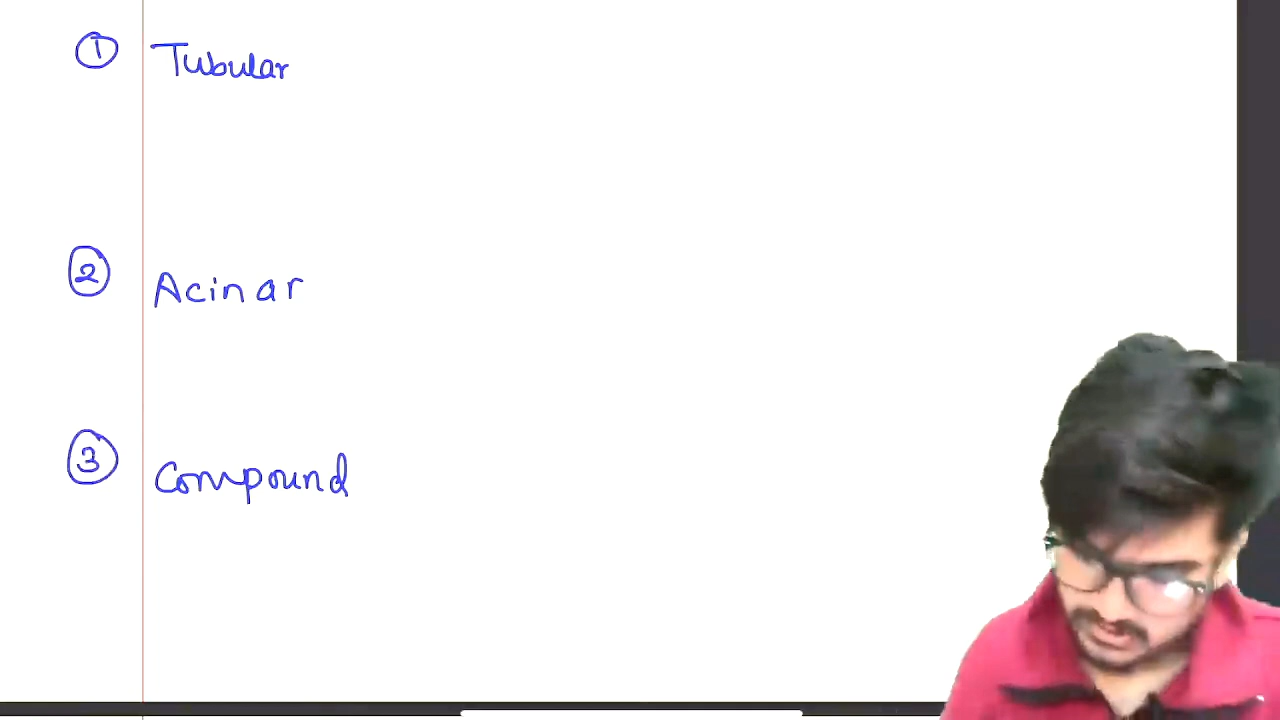 ① Tubular
② Acinar
③ Compound